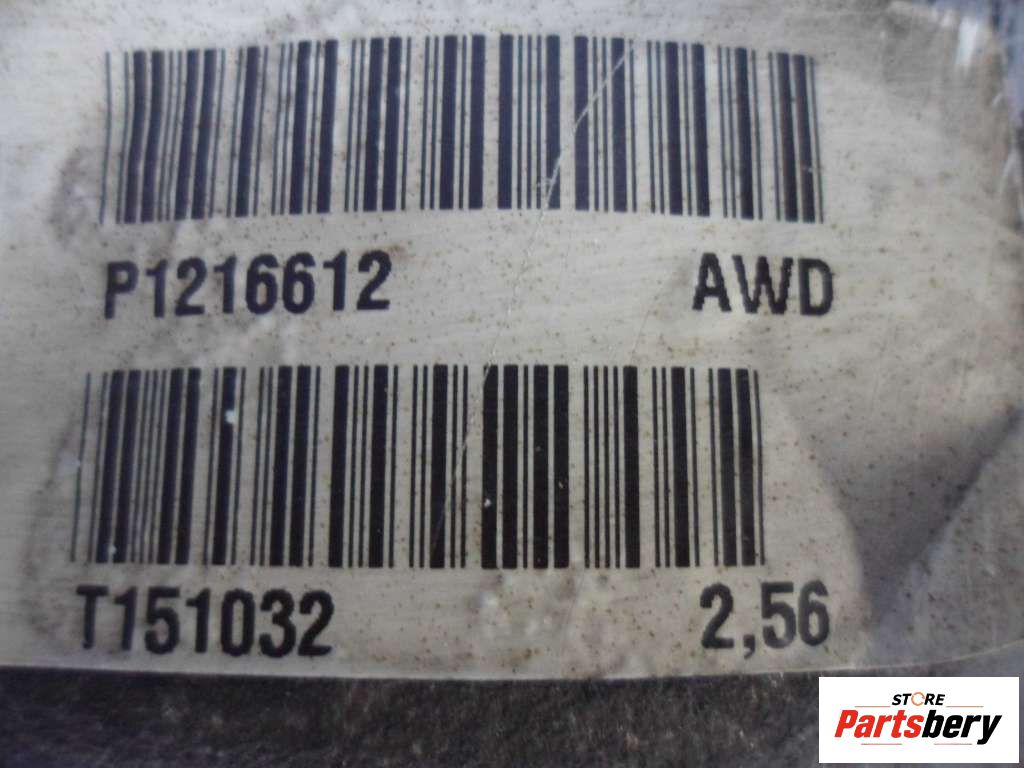 P1216612 AWD
T151032 2,56
STORE
Partsbery